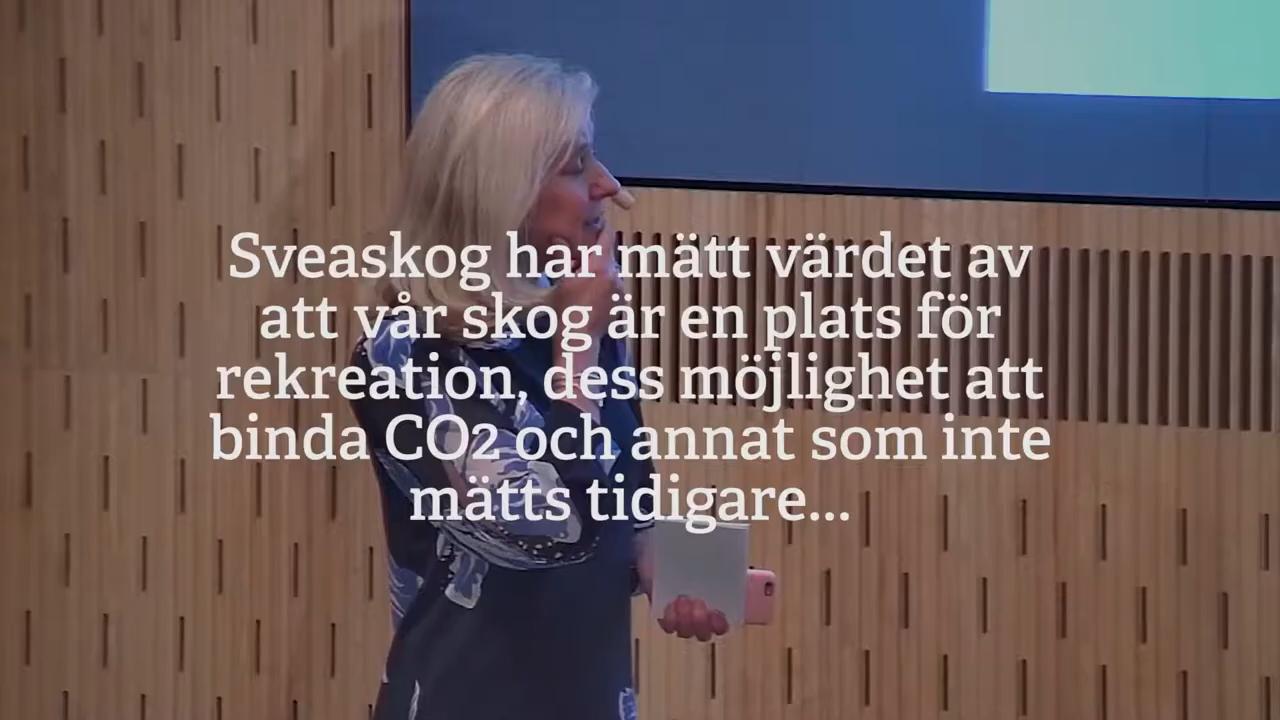 Sveaskog har mätt värdet av
att vår skog är en plats för
rekreation, dess möjlighet att
binda CO2 och annat som inte
mätts tidigare...